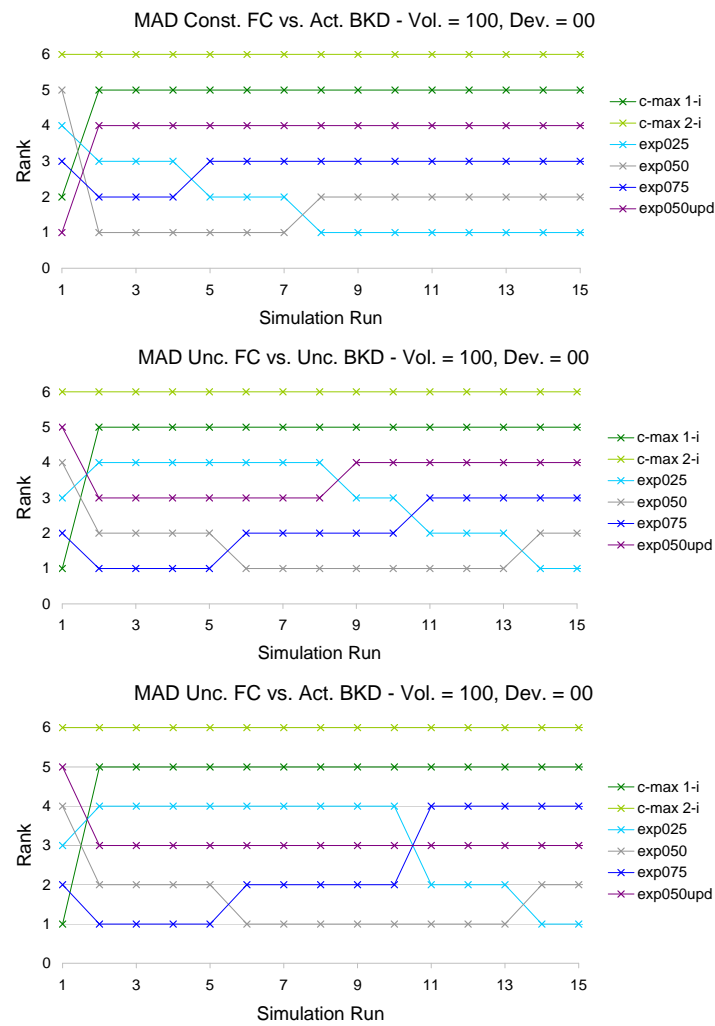 MAD Const. FC vs. Act. BKD - Vol. = 100, Dev. = 00
6
5
4
3
2
1
0
Rank
1 3 5 7 9 11 13 15
Simulation Run
c-max 1-i
c-max 2-i
exp025
exp050
exp075
exp050upd
MAD Unc. FC vs. Unc. BKD - Vol. = 100, Dev. = 00
6
5
4
3
2
1
0
Rank
1 3 5 7 9 11 13 15
Simulation Run
c-max 1-i
c-max 2-i
exp025
exp050
exp075
exp050upd
MAD Unc. FC vs. Act. BKD - Vol. = 100, Dev. = 00
6
5
4
3
2
1
0
Rank
1 3 5 7 9 11 13 15
Simulation Run
c-max 1-i
c-max 2-i
exp025
exp050
exp075
exp050upd